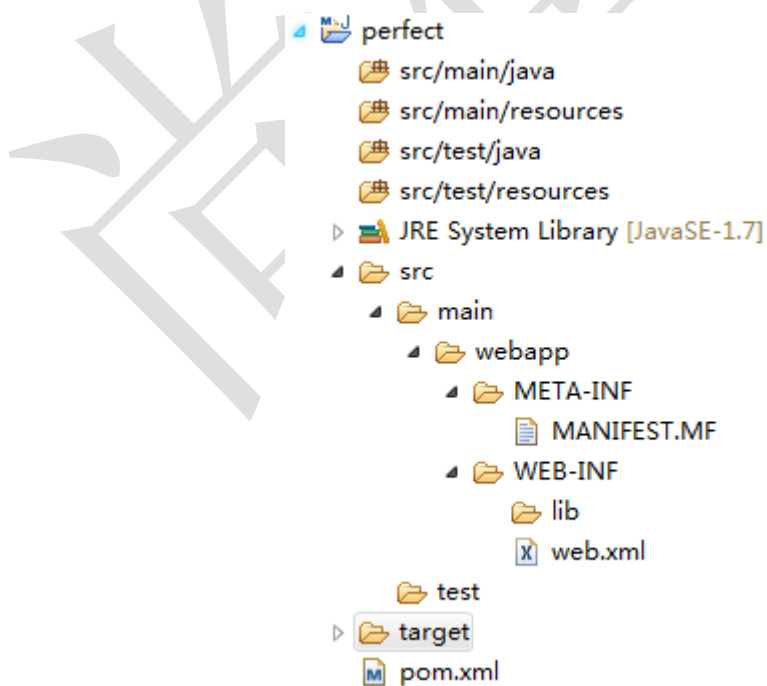 perfect
src/main/java
src/main/resources
src/test/java
src/test/resources
JRE System Library [JavaSE-1.7]
src
main
webapp
META-INF
MANIFEST.MF
WEB-INF
lib
web.xml
test
target
pom.xml